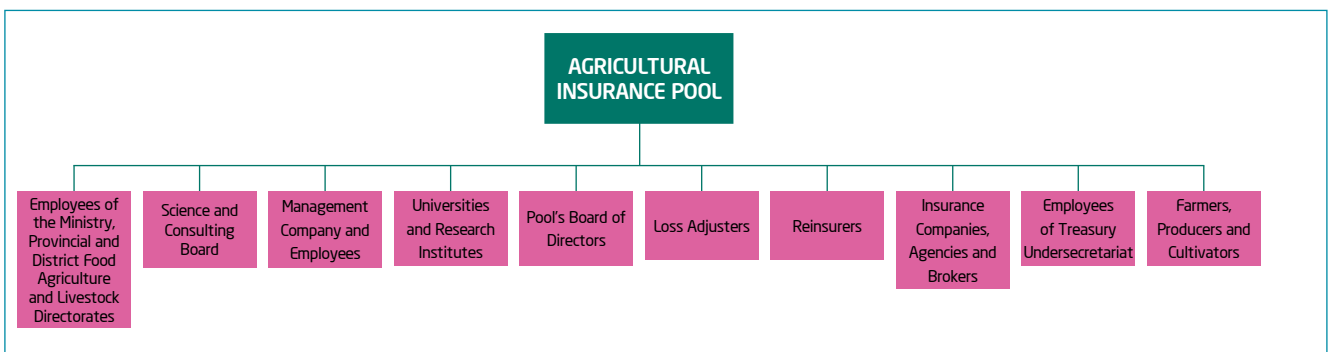 AGRICULTURAL
INSURANCE POOL
Employees of
the Ministry,
Provincial and
District Food
Agriculture
and Livestock
Directorates
Science and
Consulting
Board
Management
Company and
Employees
Universities
and Research
Institutes
Pool's Board of
Directors
Loss Adjusters
Reinsurers
Insurance
Companies,
Agencies and
Brokers
Employees
of Treasury
Undersecretariat
Farmers,
Producers and
Cultivators